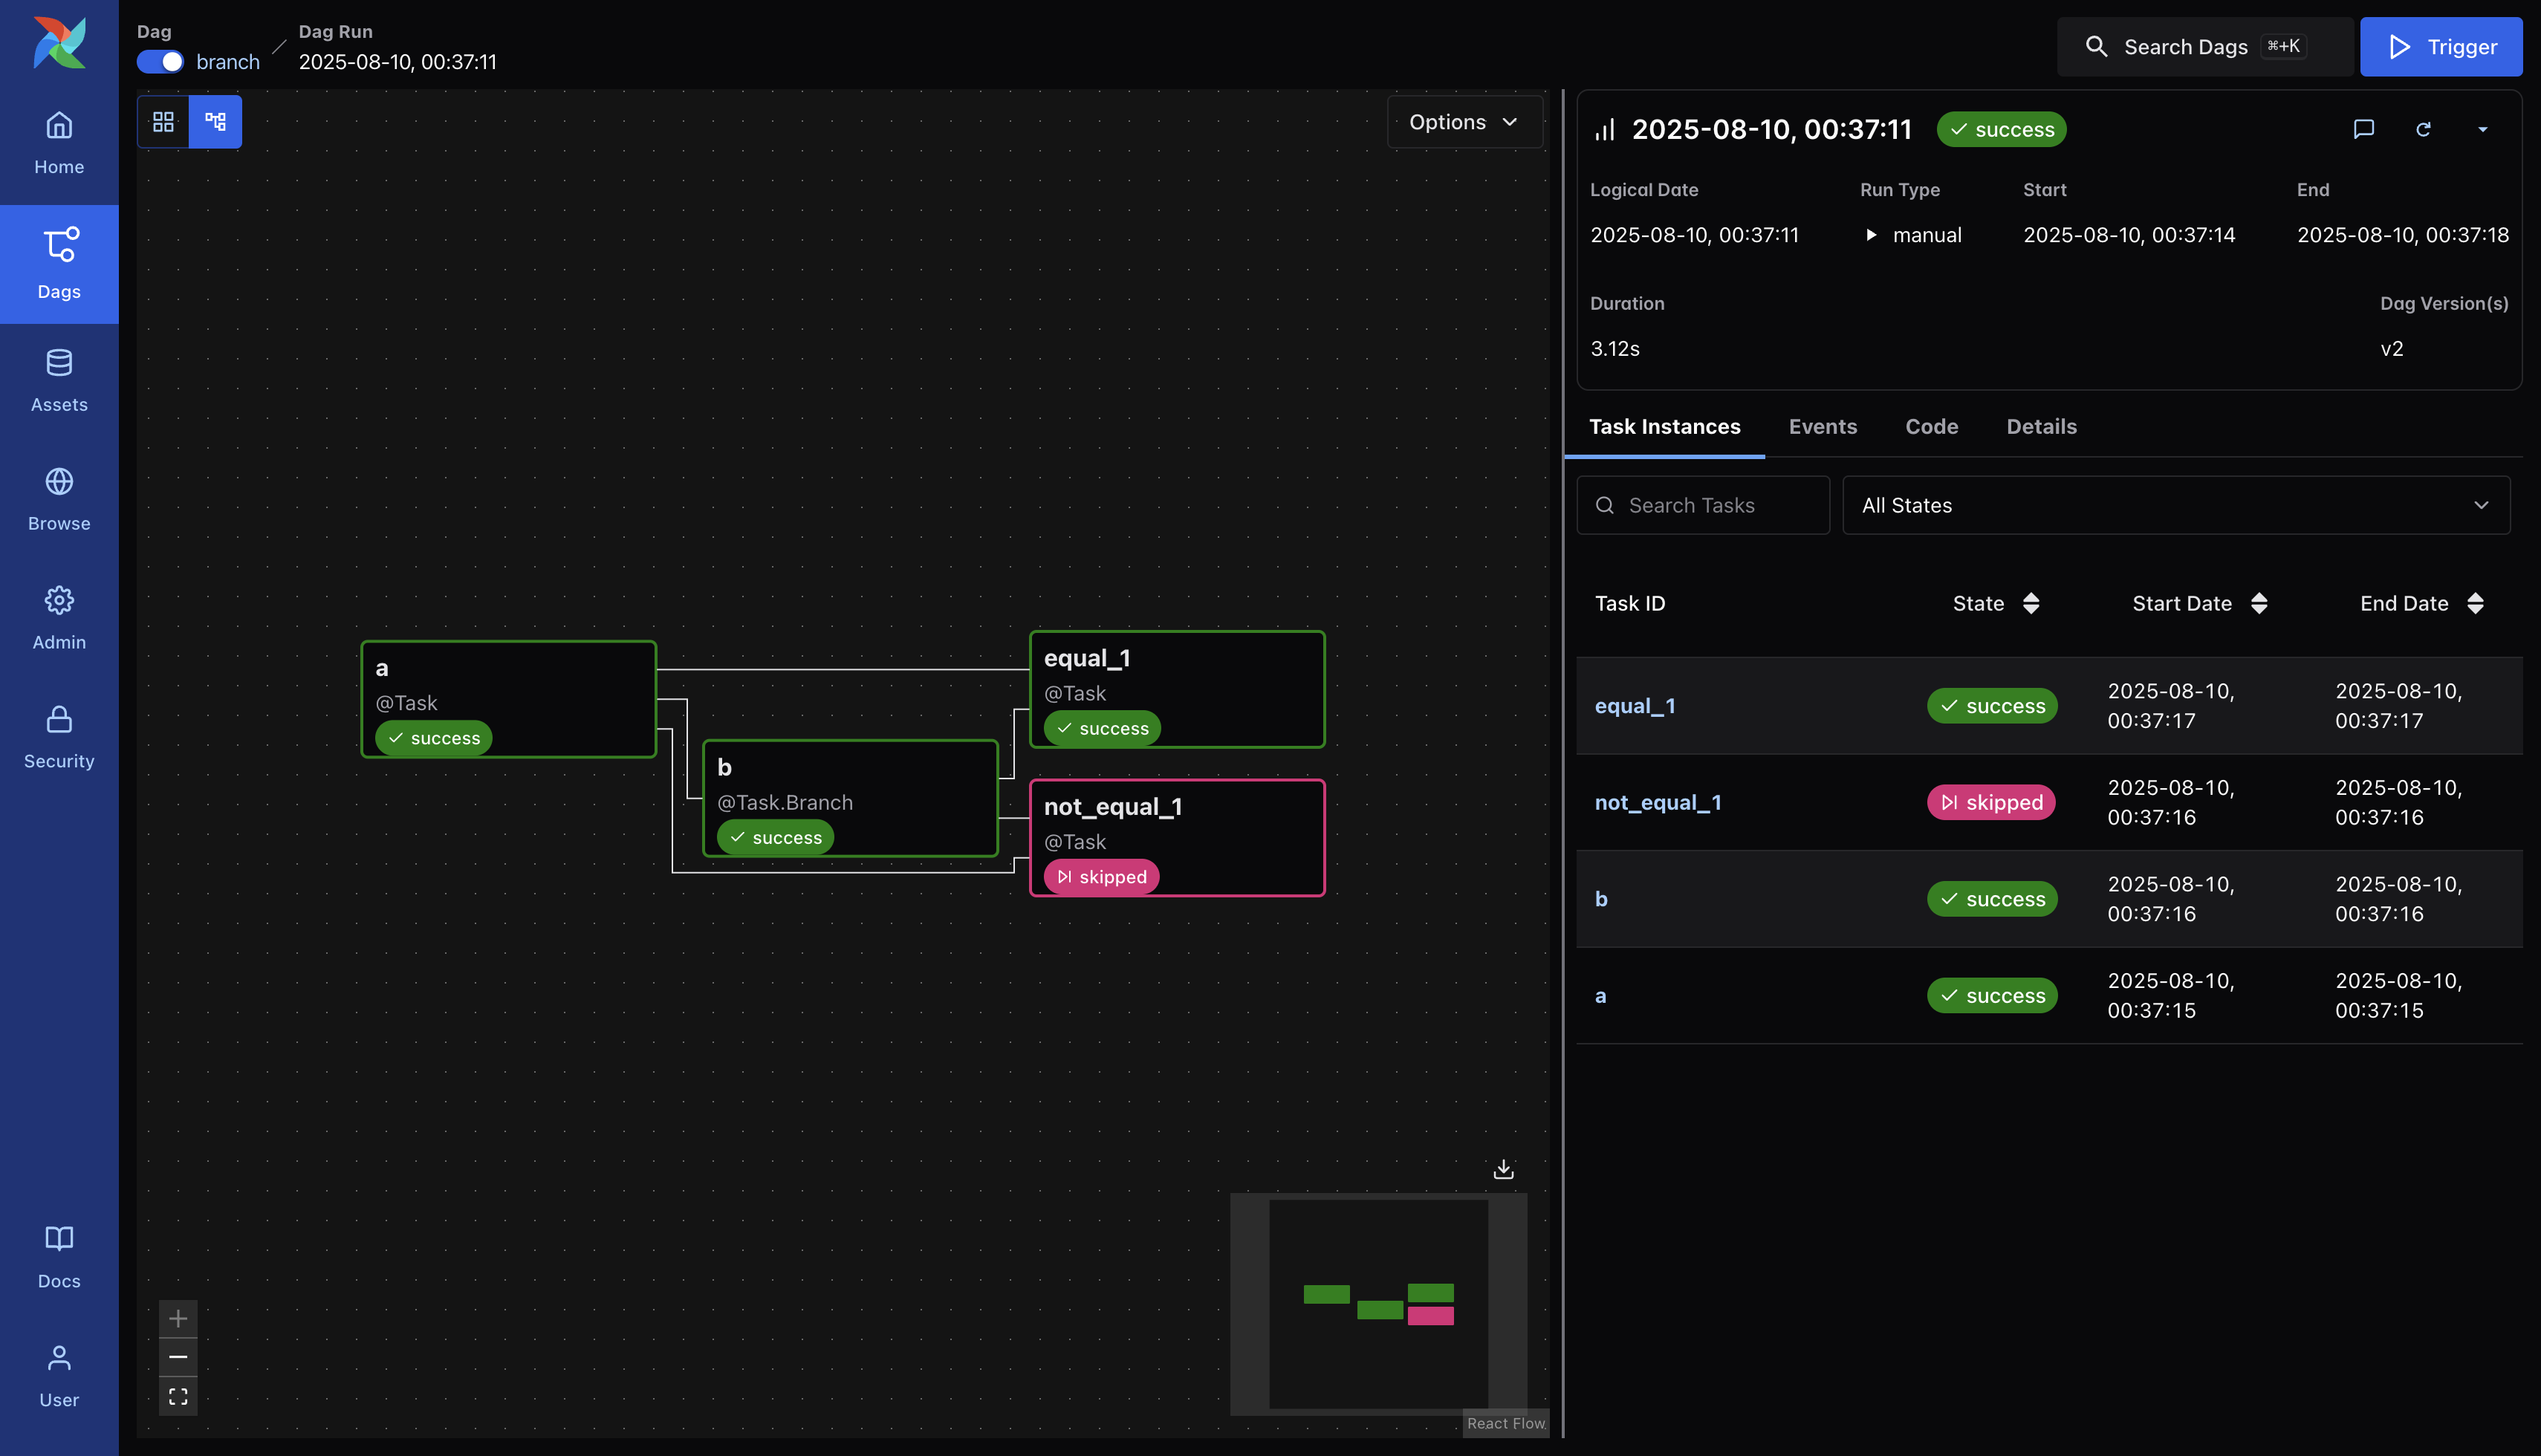 Dag
branch
Dag Run
2025-08-10, 00:37:11
Search Dags
⌘+K
Trigger
Home
Dags
Assets
Browse
Admin
Security
Docs
User
Options
a
@Task
success
b
@Task.Branch
success
equal_1
@Task
success
not_equal_1
@Task
skipped
React Flow
2025-08-10, 00:37:11
success
Logical Date
Run Type
Start
End
2025-08-10, 00:37:11
manual
2025-08-10, 00:37:14
2025-08-10, 00:37:18
Duration
Dag Version(s)
3.12s
v2
Task Instances
Events
Code
Details
Search Tasks
All States
Task ID
State
Start Date
End Date
equal_1
success
2025-08-10,
00:37:17
2025-08-10,
00:37:17
not_equal_1
skipped
2025-08-10,
00:37:16
2025-08-10,
00:37:16
b
success
2025-08-10,
00:37:16
2025-08-10,
00:37:16
a
success
2025-08-10,
00:37:15
2025-08-10,
00:37:15